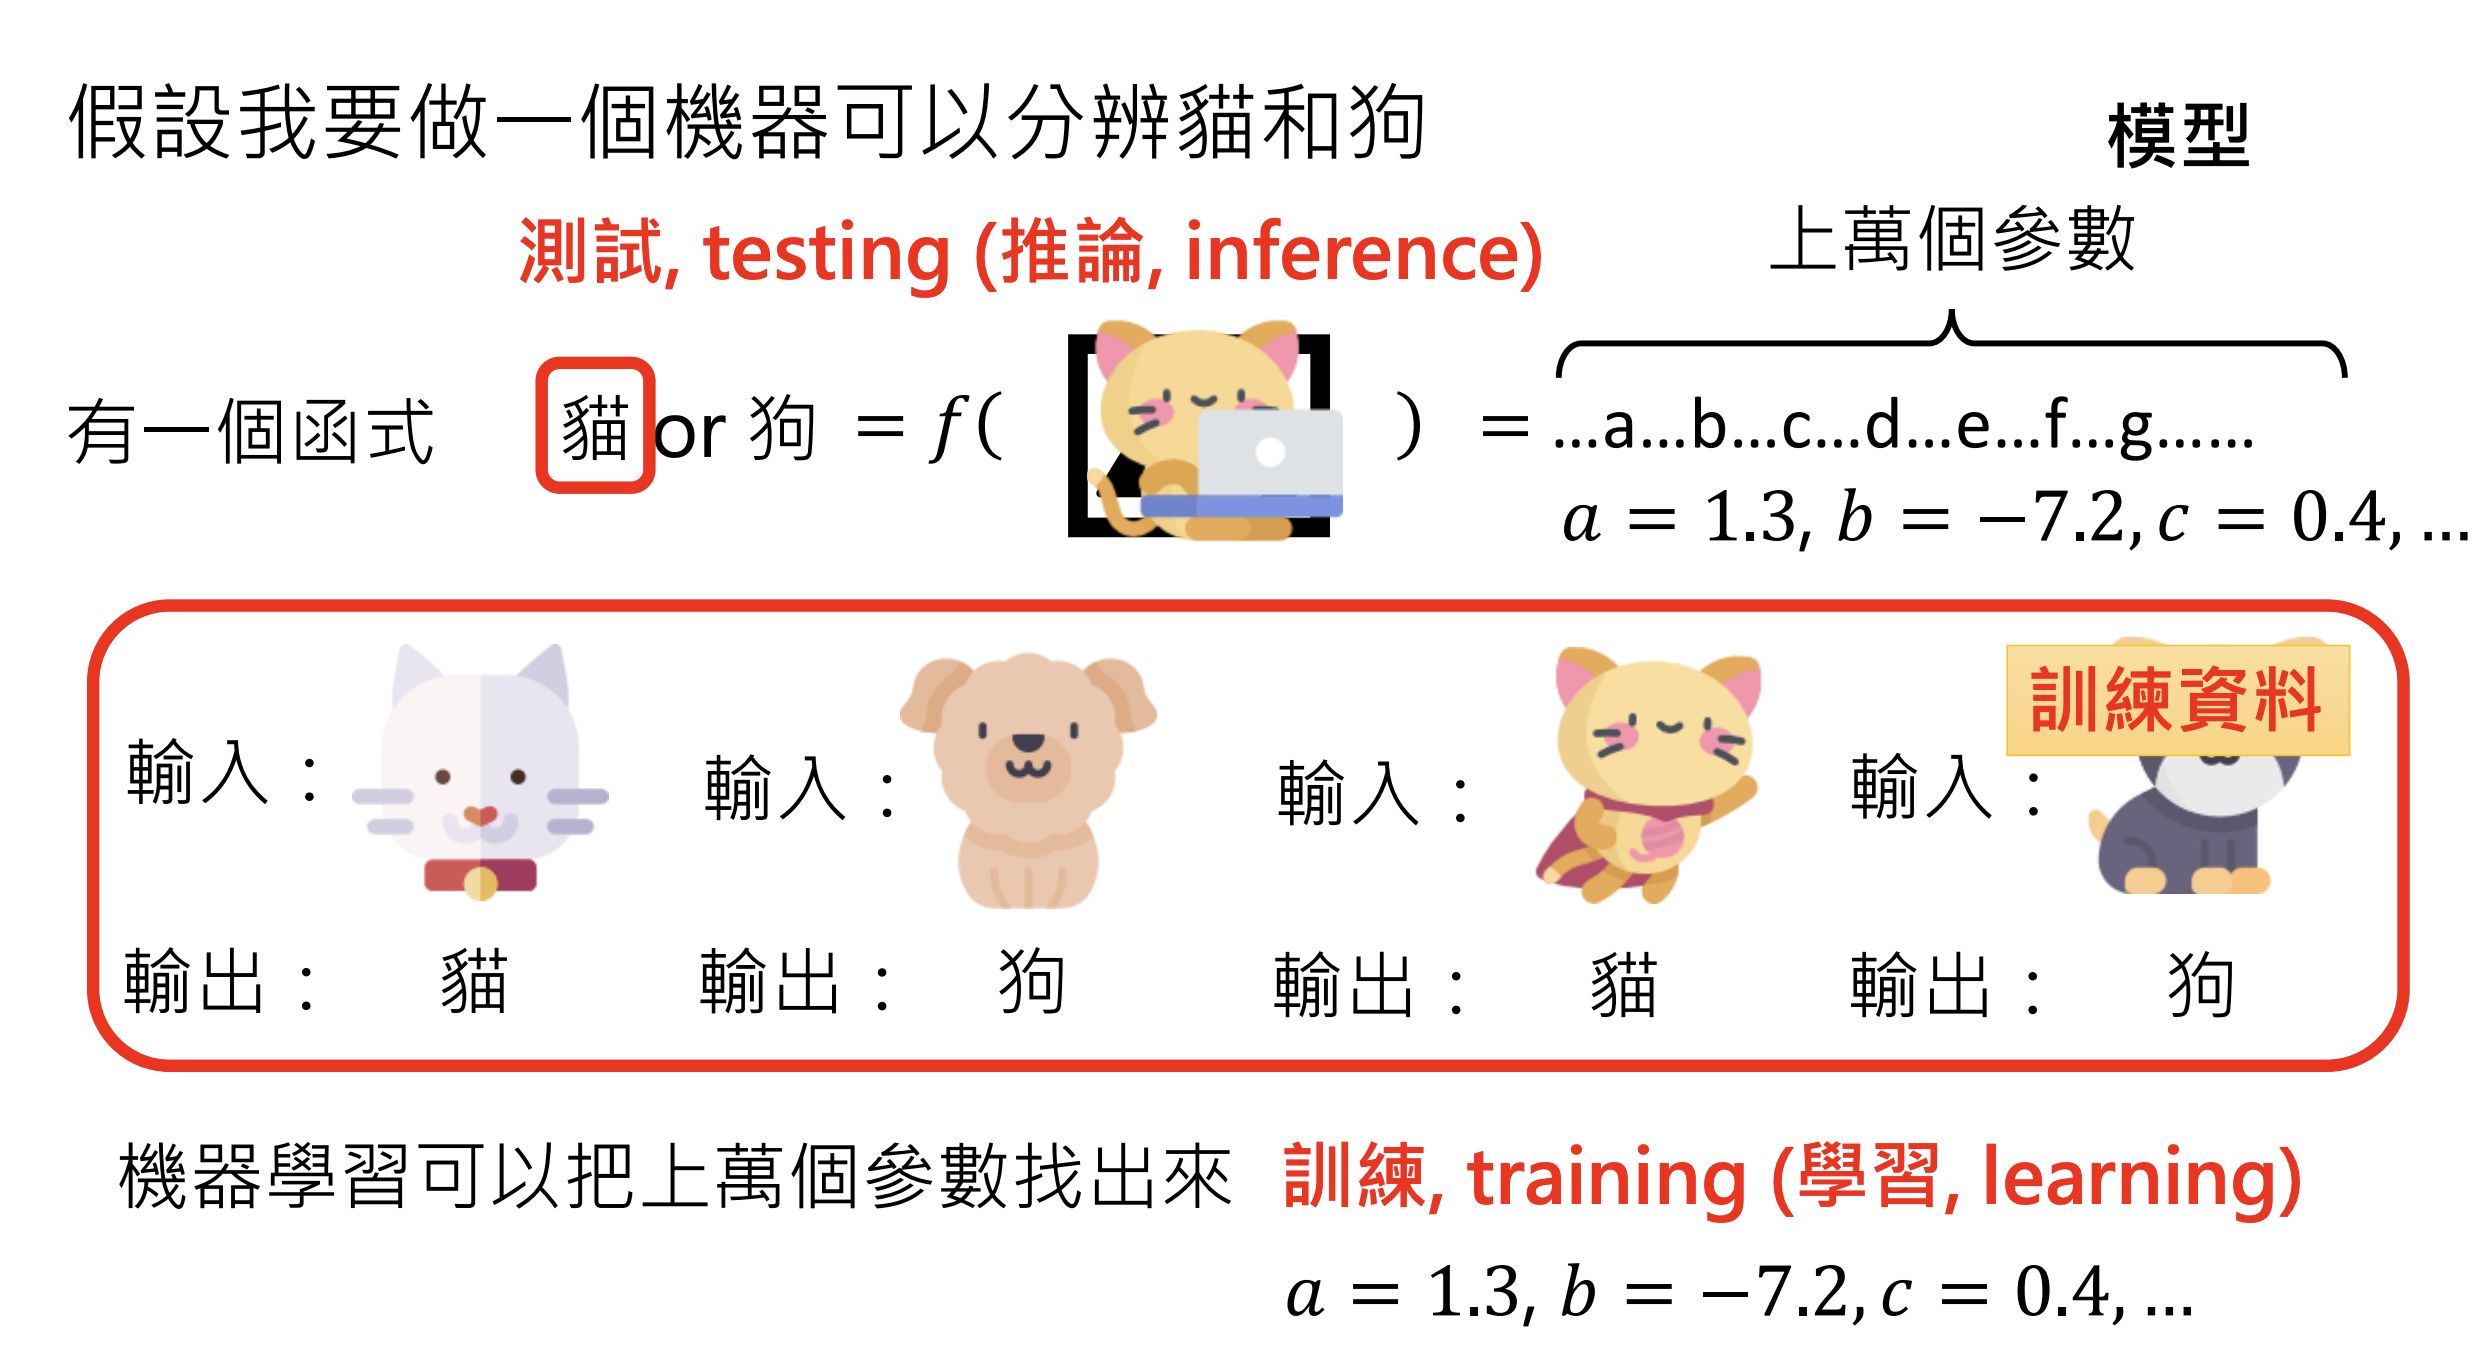 假設我要做一個機器可以分辨貓和狗
模型
測試, testing (推論, inference)
上萬個參數
有一個函式 貓 or 狗 = f( ) = ...a...b...c...d...e...f...g......
a = 1.3, b = −7.2, c = 0.4, ...
訓練資料
輸入： 輸入： 輸入： 輸入：
輸出： 貓 輸出： 狗 輸出： 貓 輸出： 狗
機器學習可以把上萬個參數找出來 訓練, training (學習, learning)
a = 1.3, b = −7.2, c = 0.4, ...